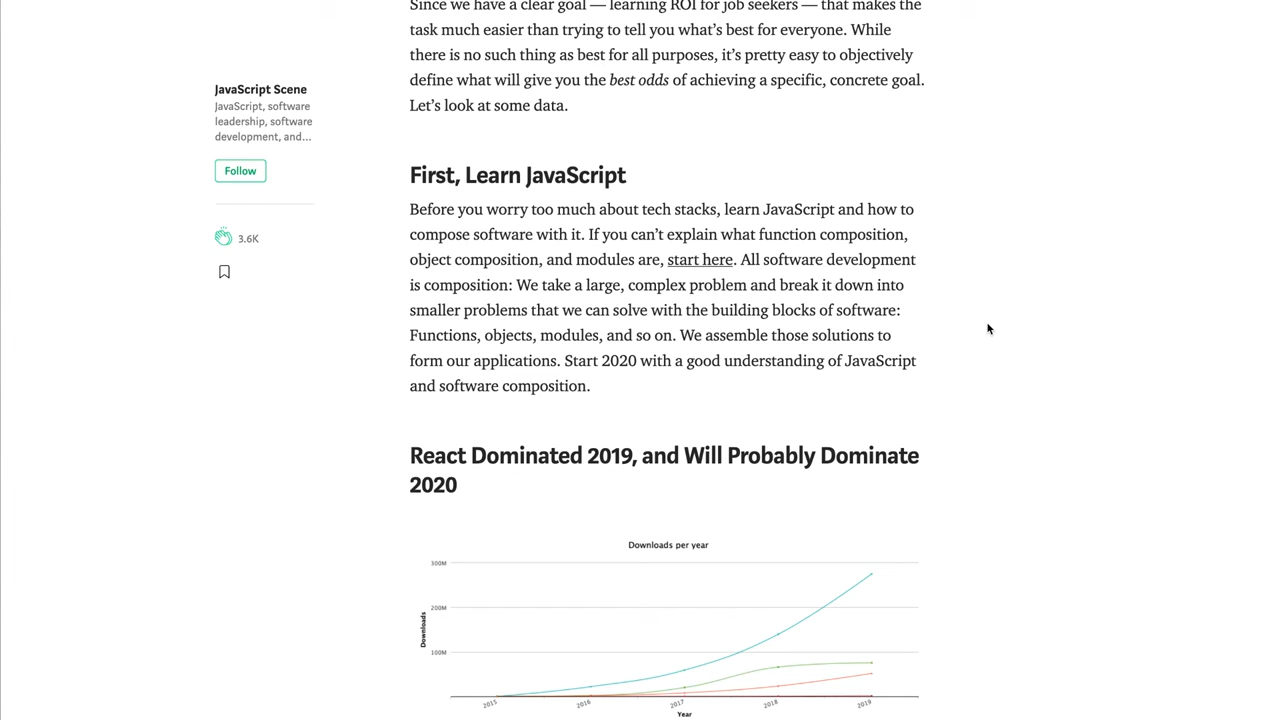 Since we have a clear goal — learning ROI for job seekers — that makes the
task much easier than trying to tell you what's best for everyone. While
there is no such thing as best for all purposes, it's pretty easy to objectively
define what will give you the best odds of achieving a specific, concrete goal.
Let's look at some data.
JavaScript Scene
JavaScript, software
leadership, software
development, and...
Follow
3.6K
First, Learn JavaScript
Before you worry too much about tech stacks, learn JavaScript and how to
compose software with it. If you can't explain what function composition,
object composition, and modules are, start here. All software development
is composition: We take a large, complex problem and break it down into
smaller problems that we can solve with the building blocks of software:
Functions, objects, modules, and so on. We assemble those solutions to
form our applications. Start 2020 with a good understanding of JavaScript
and software composition.
React Dominated 2019, and Will Probably Dominate
2020
Downloads per year
300M
200M
100M
Downloads
2015
2016
2017
2018
2019
Year